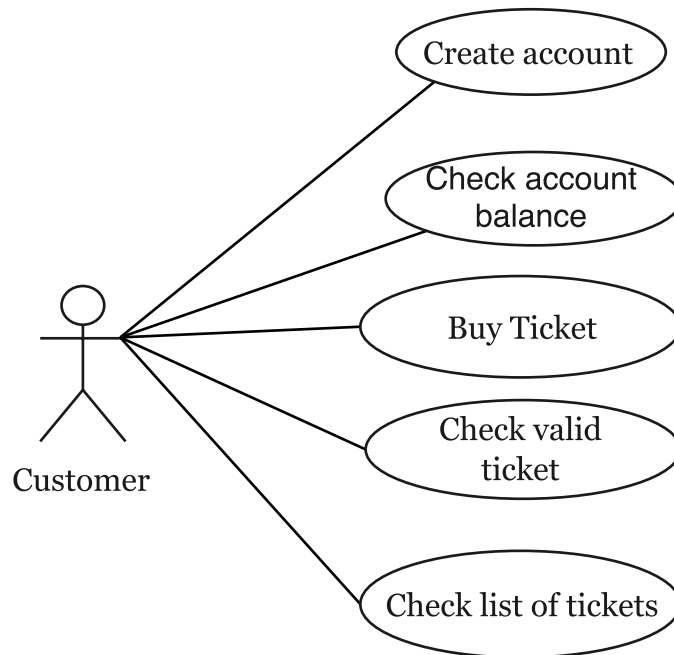 Create account
Check account
balance
Buy Ticket
Check valid
ticket
Customer
Check list of tickets